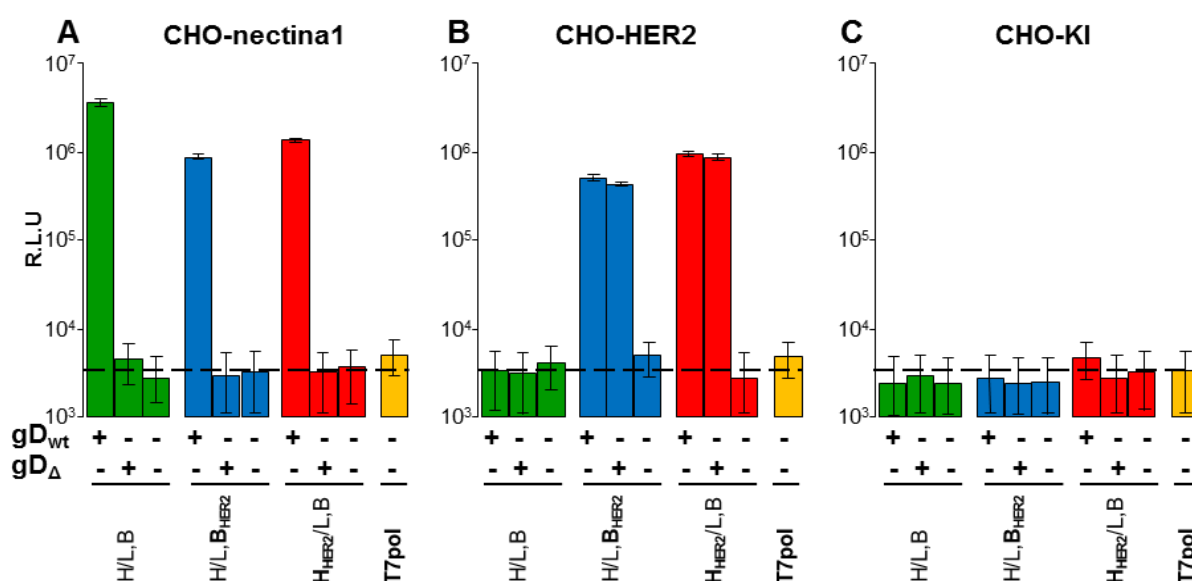 A CHO-nectina1 B CHO-HER2 C CHO-KI
10⁷ 10⁷ 10⁷
10⁶ 10⁶ 10⁶
R.L.U
10⁵ 10⁵ 10⁵
10⁴ 10⁴ 10⁴
10³ 10³ 10³
gDwt + - - + - - + - - - + - - + - - + - - - + - - + - - + - - -
gDΔ - + - - + - - + - - - + - - + - - + - - - + - - + - - + - -
H/L,B H/L,BHER2 HHER2/L,B T7pol H/L,B H/L,BHER2 HHER2/L,B T7pol H/L,B H/L,BHER2 HHER2/L,B T7pol